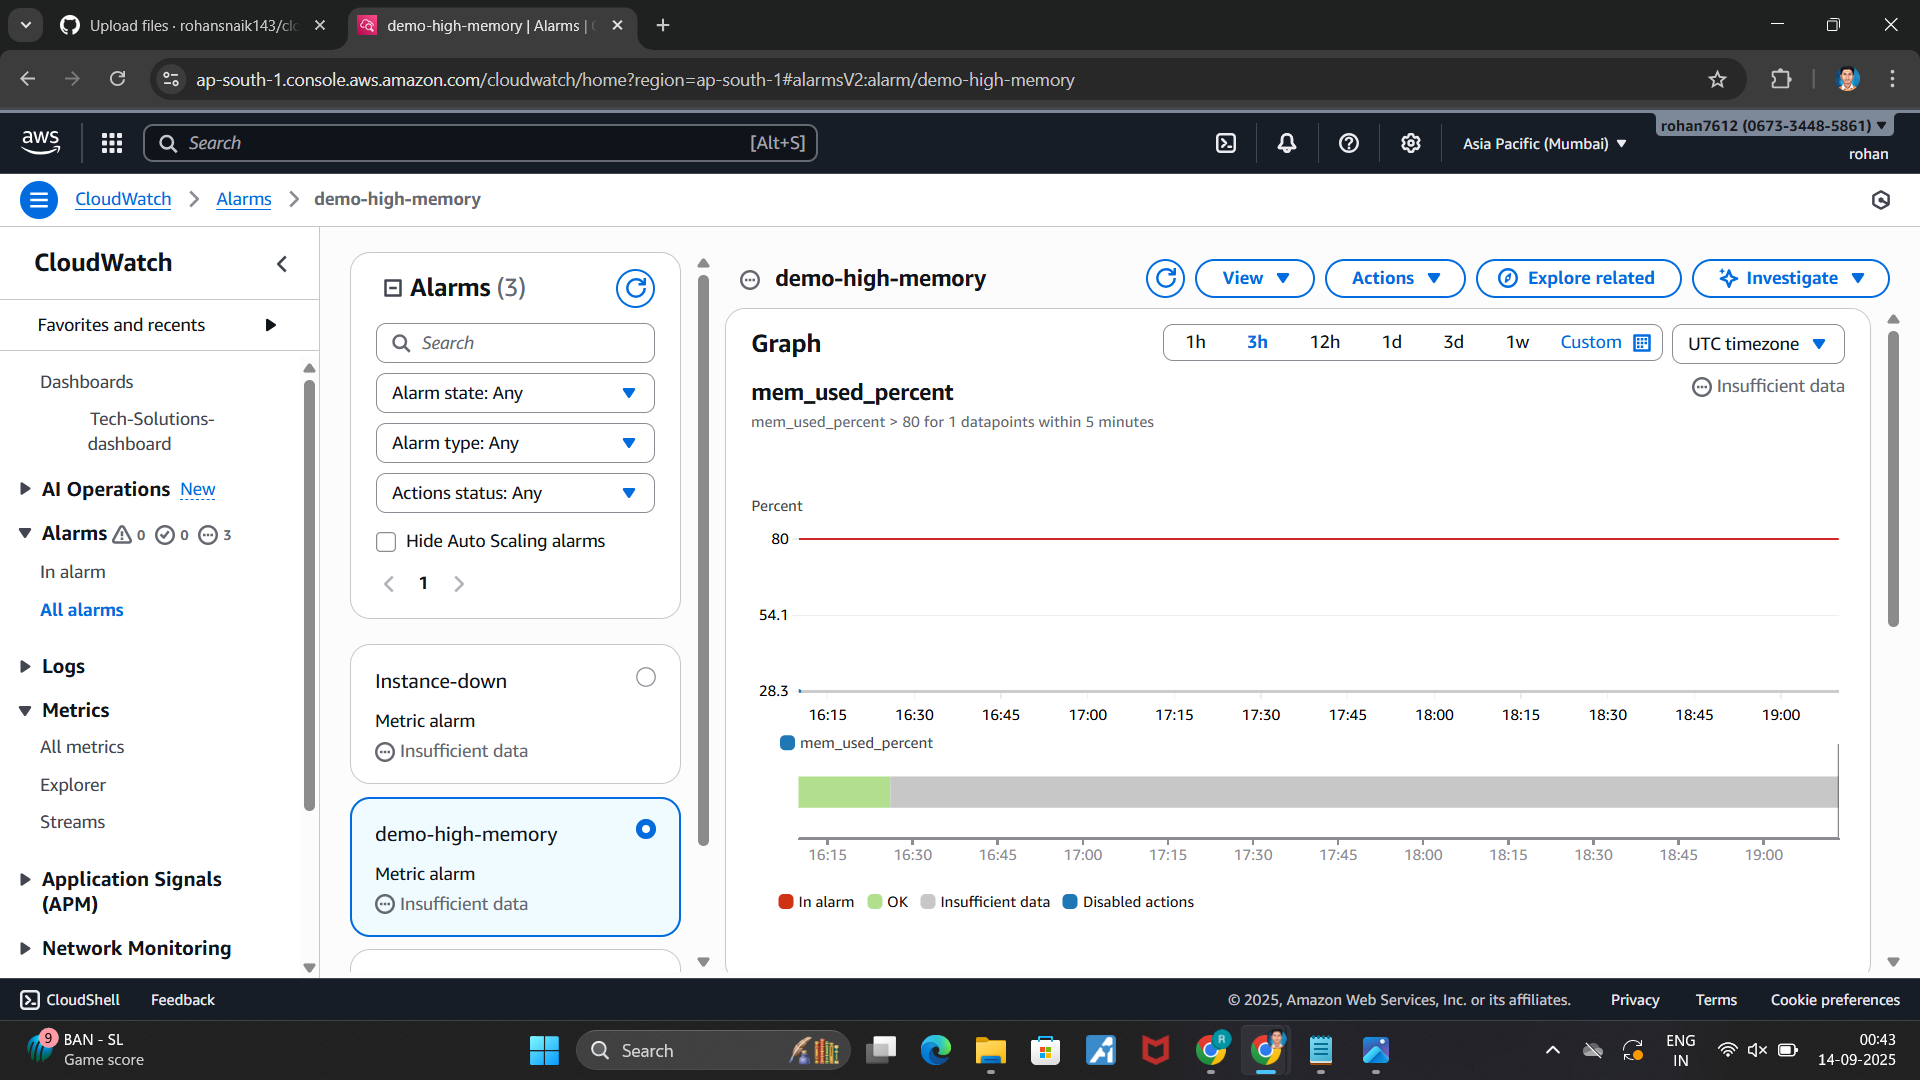 Upload files · rohansnaik143/clo
demo-high-memory | Alarms |
ap-south-1.console.aws.amazon.com/cloudwatch/home?region=ap-south-1#alarmsV2:alarm/demo-high-memory
aws
Search
[Alt+S]
Asia Pacific (Mumbai)
rohan7612 (0673-3448-5861)
rohan
CloudWatch
Alarms
demo-high-memory
CloudWatch
Favorites and recents
Dashboards
Tech-Solutions-
dashboard
AI Operations New
Alarms 0 0 3
In alarm
All alarms
Logs
Metrics
All metrics
Explorer
Streams
Application Signals
(APM)
Network Monitoring
Alarms (3)
Search
Alarm state: Any
Alarm type: Any
Actions status: Any
Hide Auto Scaling alarms
1
Instance-down
Metric alarm
Insufficient data
demo-high-memory
Metric alarm
Insufficient data
demo-high-memory
View
Actions
Explore related
Investigate
Graph
1h 3h 12h 1d 3d 1w Custom
UTC timezone
mem_used_percent
Insufficient data
mem_used_percent > 80 for 1 datapoints within 5 minutes
Percent
80
54.1
28.3
16:15 16:30 16:45 17:00 17:15 17:30 17:45 18:00 18:15 18:30 18:45 19:00
mem_used_percent
16:15 16:30 16:45 17:00 17:15 17:30 17:45 18:00 18:15 18:30 18:45 19:00
In alarm OK Insufficient data Disabled actions
CloudShell Feedback
© 2025, Amazon Web Services, Inc. or its affiliates. Privacy Terms Cookie preferences
9
BAN - SL
Game score
Search
R
ENG
IN
00:43
14-09-2025